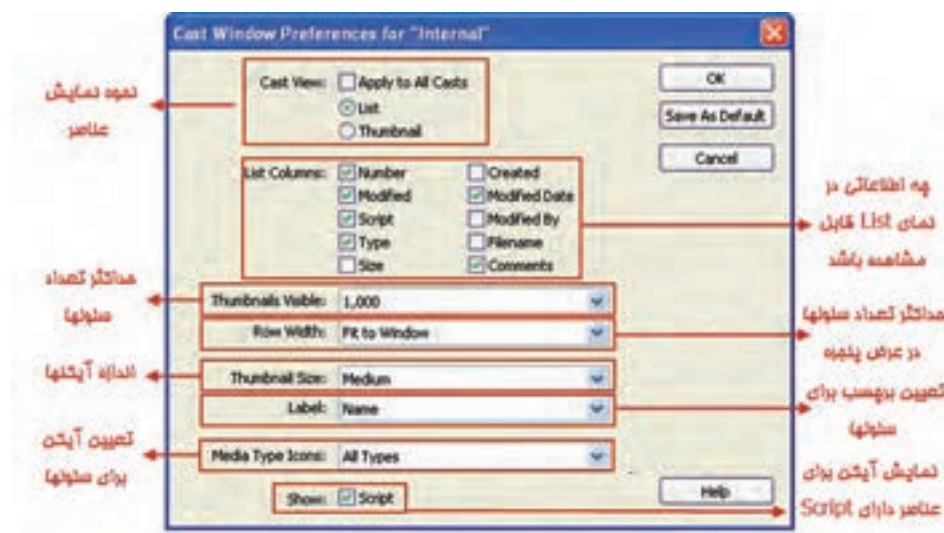 Cast Window Preferences for "Internal"
Cast View: Apply to All Casts
List
Thumbnail
OK
Save As Default
Cancel
List Columns: Number Created
Modified Modified Date
Script Modified By
Type Filename
Size Comments
Thumbnails Visible: 1,000
Row Width: Fit to Window
Thumbnail Size: Medium
Label: Name
Media Type Icons: All Types
Show: Script
Help
نحوه نمایش
عناصر
حداکثر تعداد
سلولها
اندازه آیکنها
تعیین آیکن
برای سلولها
چه اطلاعاتی در
نمای List قابل
مشاهده باشد
حداکثر تعداد سلولها
در عرض پنجره
تعیین برچسب برای
سلولها
نمایش آیکن برای
عناصر دارای Script